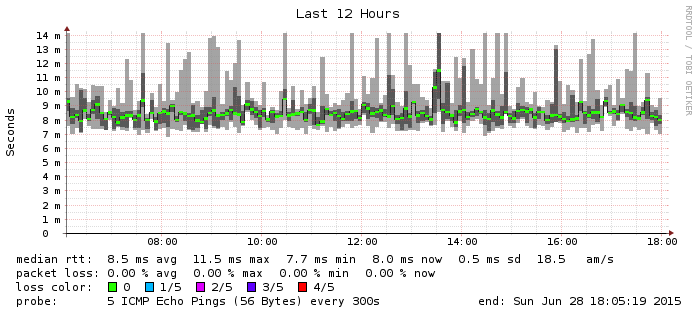 Last 12 Hours
RRDTOOL / TOBI OETIKER
Seconds
14 m
13 m
12 m
11 m
10 m
9 m
8 m
7 m
6 m
5 m
4 m
3 m
2 m
1 m
0
08:00 10:00 12:00 14:00 16:00 18:00
median rtt: 8.5 ms avg 11.5 ms max 7.7 ms min 8.0 ms now 0.5 ms sd 18.5 am/s
packet loss: 0.00 % avg 0.00 % max 0.00 % min 0.00 % now
loss color: 0 1/5 2/5 3/5 4/5
probe: 5 ICMP Echo Pings (56 Bytes) every 300s end: Sun Jun 28 18:05:19 2015